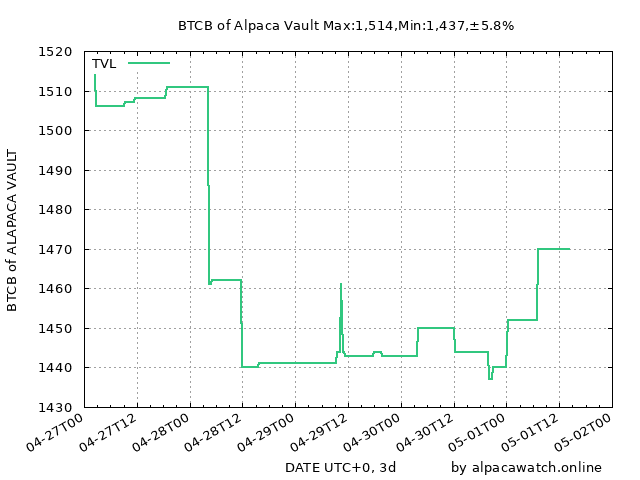 BTCB of Alpaca Vault Max:1,514,Min:1,437,±5.8%
TVL
1520
1510
1500
1490
1480
1470
1460
1450
1440
1430
BTCB of ALAPACA VAULT
04-27T00
04-27T12
04-28T00
04-28T12
04-29T00
04-29T12
04-30T00
04-30T12
05-01T00
05-01T12
05-02T00
DATE UTC+0, 3d
by alpacawatch.online